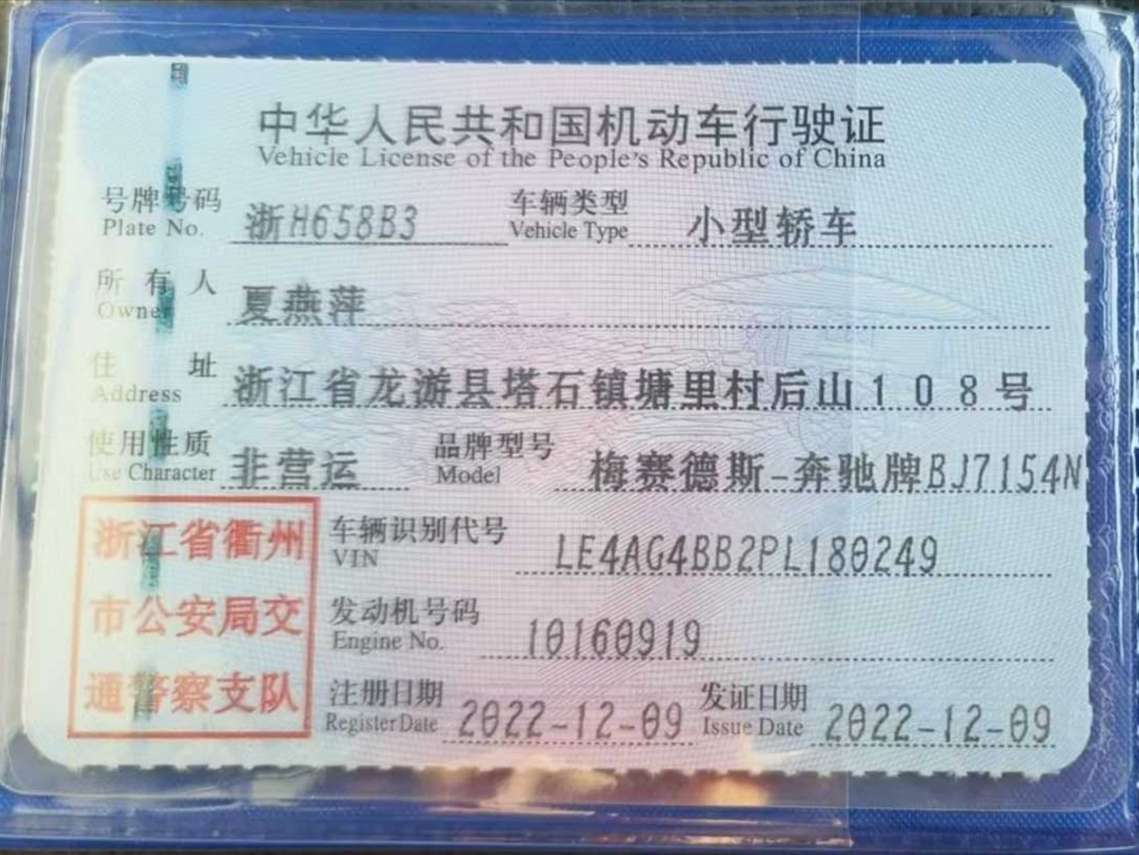 中华人民共和国机动车行驶证
Vehicle License of the People's Republic of China
号牌号码 浙H658B3 车辆类型 小型轿车
Plate No. Vehicle Type
所有人 夏燕萍
Owner
住址 浙江省龙游县塔石镇塘里村后山108号
Address
使用性质 非营运 品牌型号 梅赛德斯-奔驰牌BJ7154N
Use Character Model
浙江省衢州
市公安局交
通警察支队
车辆识别代号 LE4AG4BB2PL180249
VIN
发动机号码 10160919
Engine No.
注册日期 2022-12-09 发证日期 2022-12-09
Register Date Issue Date